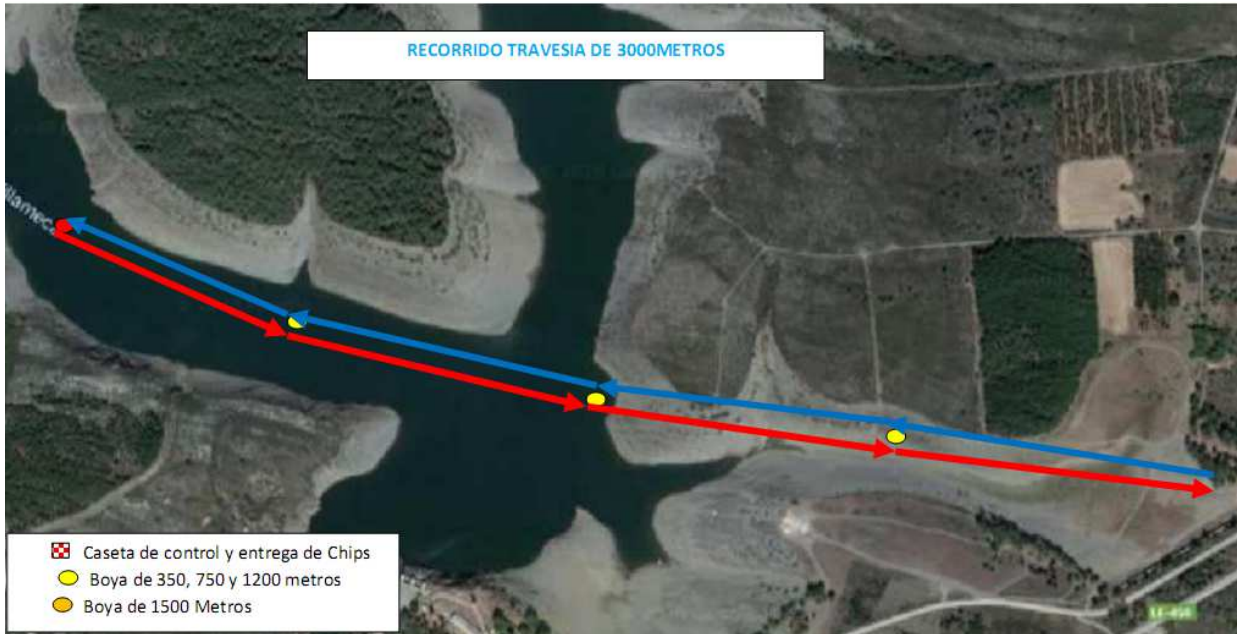 RECORRIDO TRAVESIA DE 3000METROS
Caseta de control y entrega de Chips
Boya de 350, 750 y 1200 metros
Boya de 1500 Metros